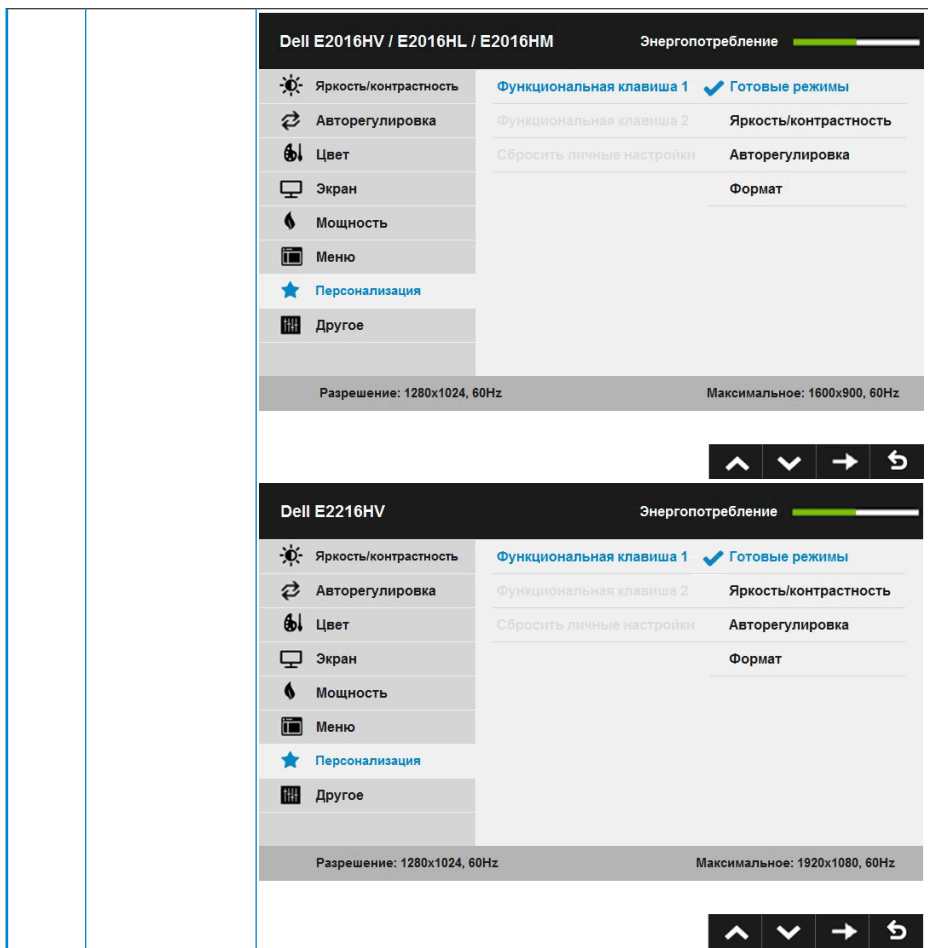 Dell E2016HV / E2016HL / E2016HM Энергопотребление
Яркость/контрастность Функциональная клавиша 1 Готовые режимы
Авторегулировка Функциональная клавиша 2 Яркость/контрастность
Цвет Сбросить личные настройки Авторегулировка
Экран Формат
Мощность
Меню
Персонализация
Другое
Разрешение: 1280x1024, 60Hz Максимальное: 1600x900, 60Hz
Dell E2216HV Энергопотребление
Яркость/контрастность Функциональная клавиша 1 Готовые режимы
Авторегулировка Функциональная клавиша 2 Яркость/контрастность
Цвет Сбросить личные настройки Авторегулировка
Экран Формат
Мощность
Меню
Персонализация
Другое
Разрешение: 1280x1024, 60Hz Максимальное: 1920x1080, 60Hz